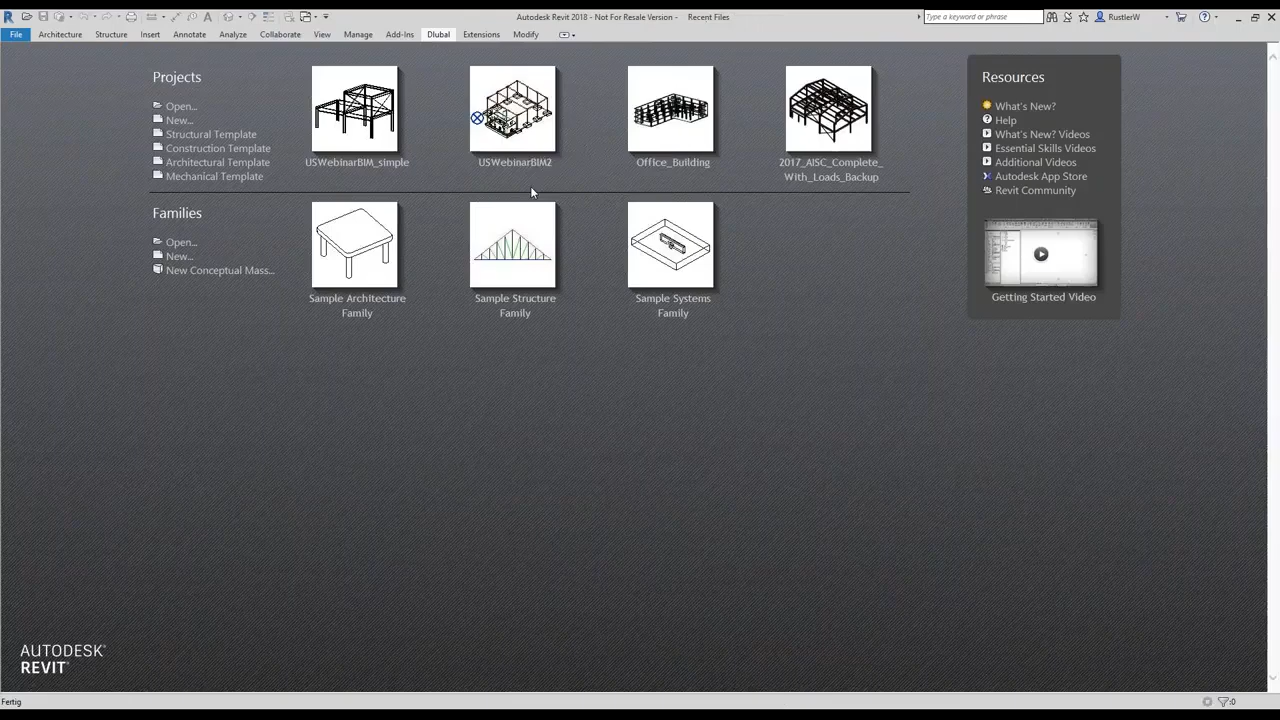 Autodesk Revit 2018 - Not For Resale Version - Recent Files
Type a keyword or phrase
RustlerW
File Architecture Structure Insert Annotate Analyze Collaborate View Manage Add-Ins Dlubal Extensions Modify
Projects
Open...
New...
Structural Template
Construction Template
Architectural Template
Mechanical Template
USWebinarBIM_simple
USWebinarBIM2
Office_Building
2017_AISC_Complete_
With_Loads_Backup
Families
Open...
New...
New Conceptual Mass...
Sample Architecture
Family
Sample Structure
Family
Sample Systems
Family
Resources
What's New?
Help
What's New? Videos
Essential Skills Videos
Additional Videos
Autodesk App Store
Revit Community
Getting Started Video
AUTODESK®
REVIT®
Fertig
:0